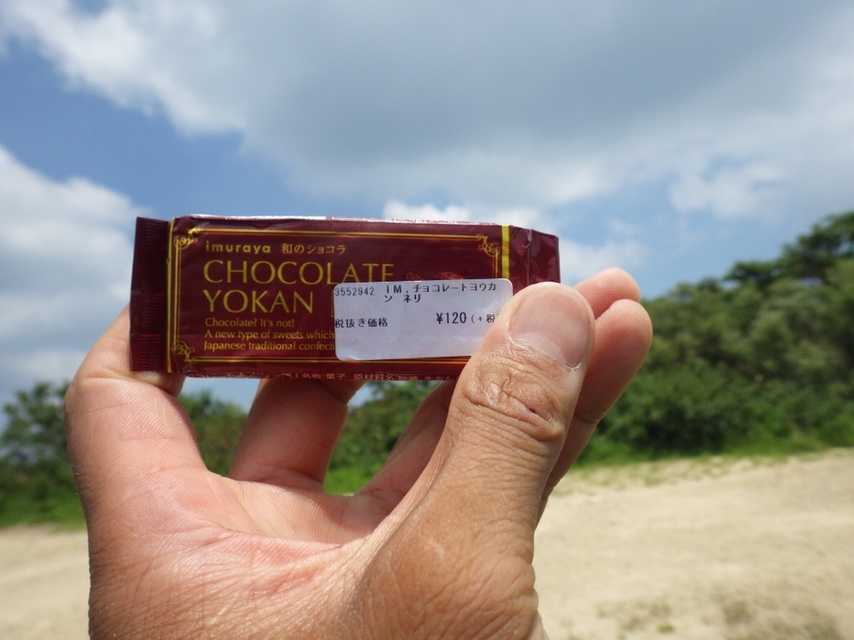 imuraya 和のショコラ
CHOCOLATE
YOKAN
Chocolate? It's not!
A new type of sweets which
Japanese traditional confec
3552942 IM.チョコレートヨウカ
ン ネリ
税抜き価格 ¥120 (+税